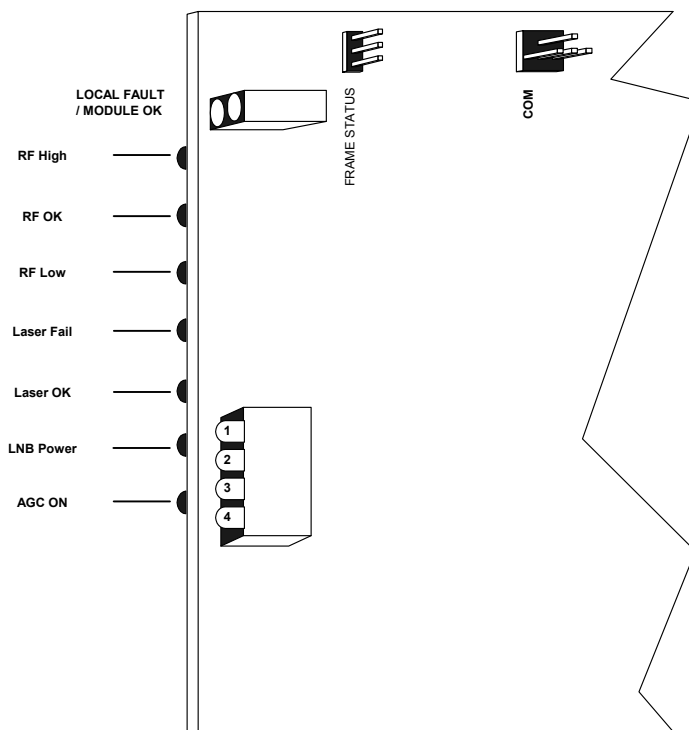 LOCAL FAULT
/ MODULE OK
FRAME STATUS
COM
RF High
RF OK
RF Low
Laser Fail
Laser OK
LNB Power
AGC ON
1
2
3
4